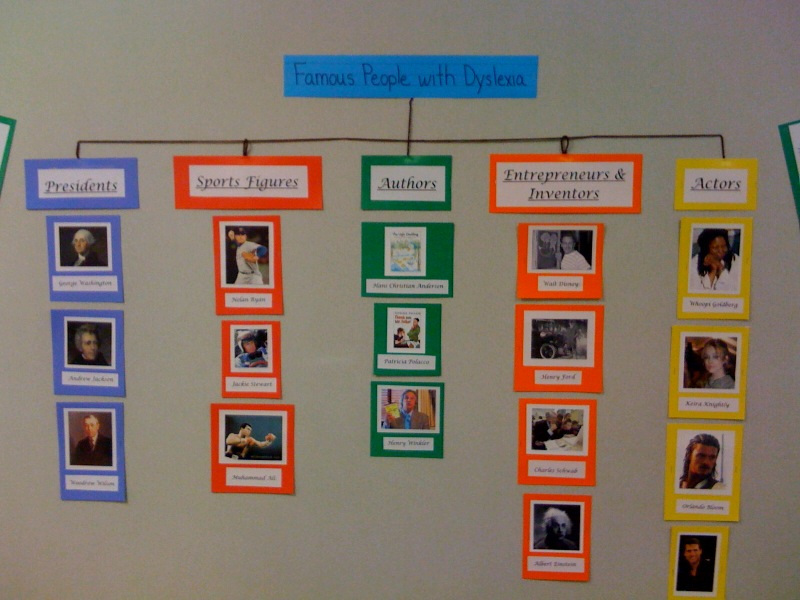 Famous People with Dyslexia
Presidents
George Washington
Andrew Jackson
Woodrow Wilson
Sports Figures
Nolan Ryan
Jackie Stewart
Muhammad Ali
Authors
Hans Christian Anderson
Patricia Polacco
Henry Winkler
Entrepreneurs &
Inventors
Walt Disney
Henry Ford
Charles Schwab
Albert Einstein
Actors
Whoopi Goldberg
Keira Knightly
Orlando Bloom